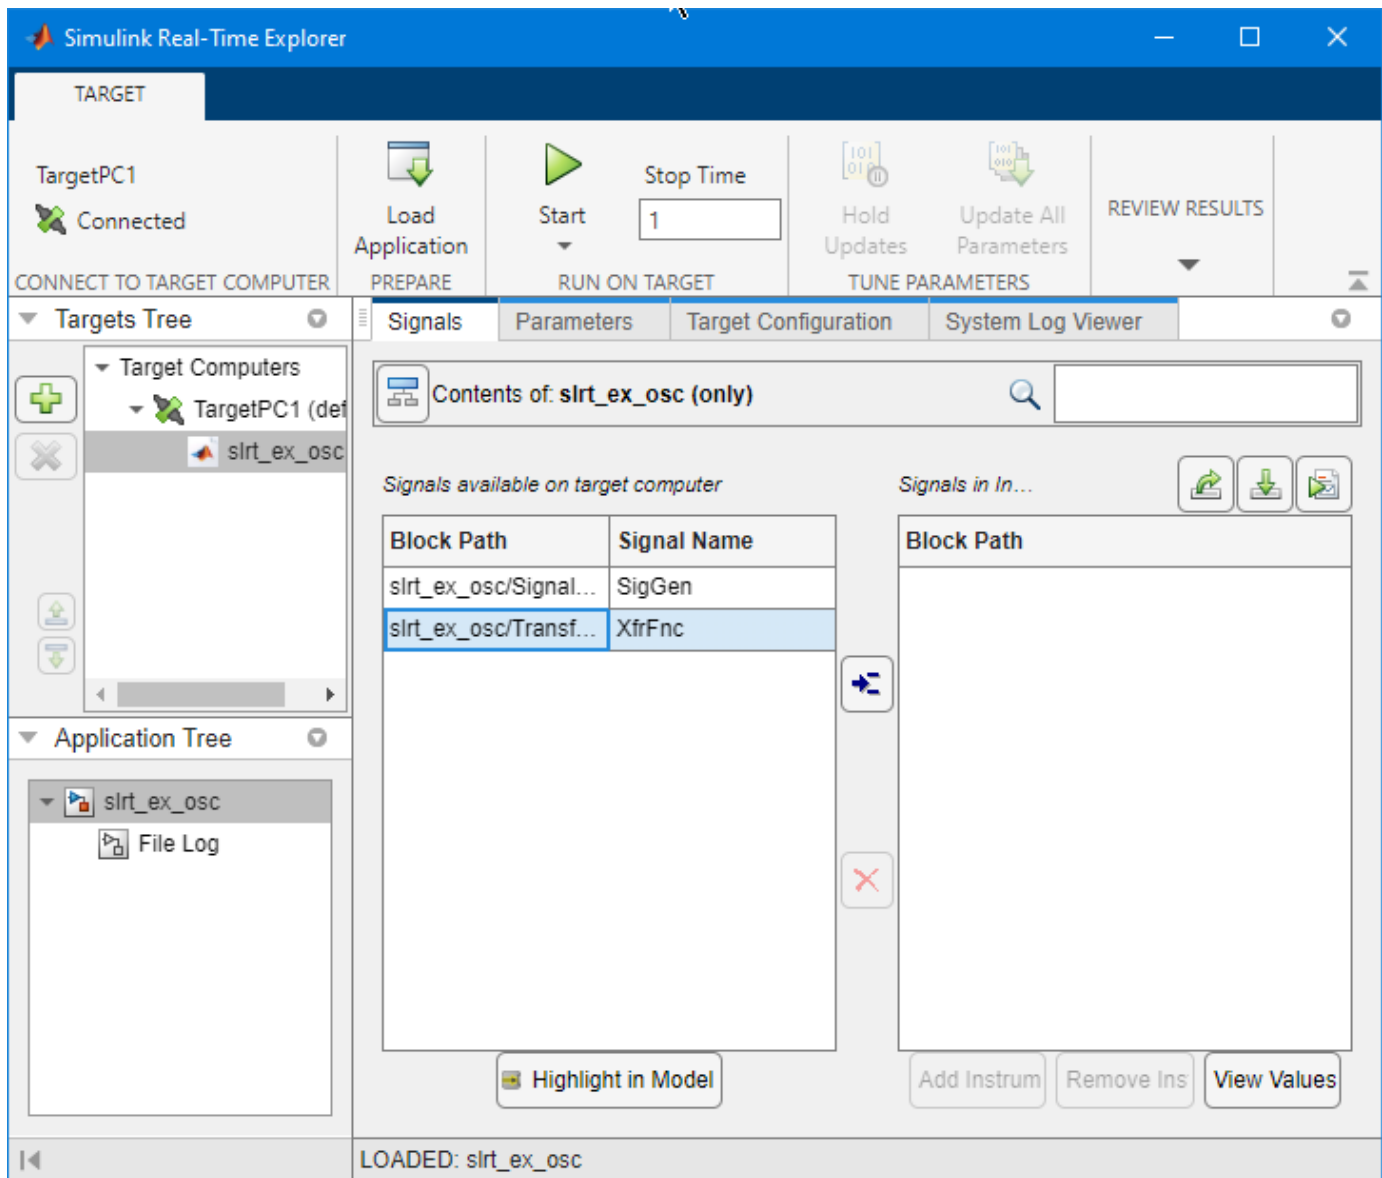 Simulink Real-Time Explorer
TARGET
TargetPC1
Connected
CONNECT TO TARGET COMPUTER
Load
Application
PREPARE
Start
Stop Time
1
RUN ON TARGET
Hold
Updates
Update All
Parameters
TUNE PARAMETERS
REVIEW RESULTS
Targets Tree
Target Computers
TargetPC1 (def
slrt_ex_osc
Application Tree
slrt_ex_osc
File Log
Signals
Parameters
Target Configuration
System Log Viewer
Contents of: slrt_ex_osc (only)
Signals available on target computer
Block Path
Signal Name
slrt_ex_osc/Signal...
SigGen
slrt_ex_osc/Transf...
XfrFnc
Highlight in Model
Signals in In...
Block Path
Add Instrum
Remove Ins
View Values
LOADED: slrt_ex_osc